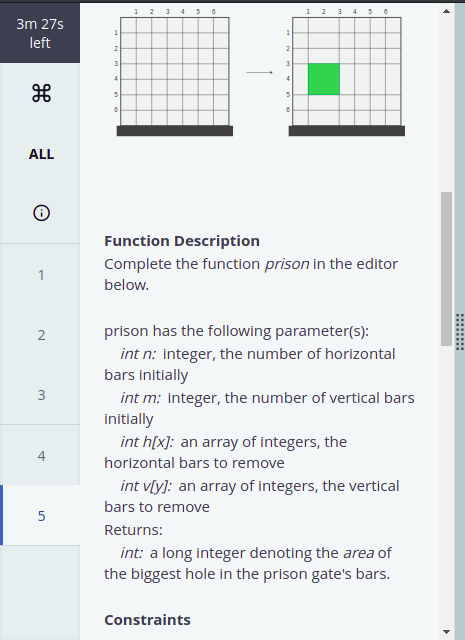 3m 27s
left
ALL
1
2
3
4
5
1 2 3 4 5 6
1
2
3
4
5
6
1 2 3 4 5 6
1
2
3
4
5
6
Function Description
Complete the function prison in the editor
below.
prison has the following parameter(s):
int n: integer, the number of horizontal
bars initially
int m: integer, the number of vertical bars
initially
int h[x]: an array of integers, the
horizontal bars to remove
int v[y]: an array of integers, the vertical
bars to remove
Returns:
int: a long integer denoting the area of
the biggest hole in the prison gate's bars.
Constraints